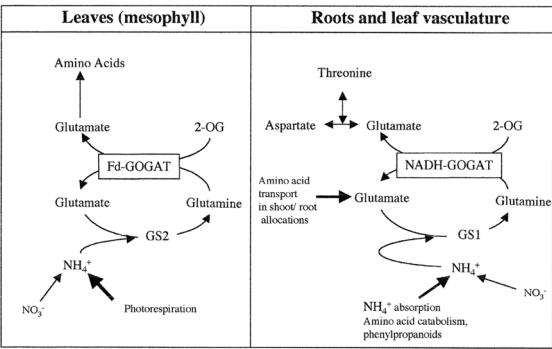 Leaves (mesophyll)
Amino Acids
Glutamate
2-OG
Fd-GOGAT
Glutamate
Glutamine
GS2
NH₄⁺
NO₃⁻
Photorespiration
Roots and leaf vasculature
Threonine
Aspartate
Glutamate
2-OG
NADH-GOGAT
Amino acid
transport
in shoot/ root
allocations
Glutamate
Glutamine
GS1
NH₄⁺
NO₃⁻
NH₄⁺ absorption
Amino acid catabolism,
phenylpropanoids